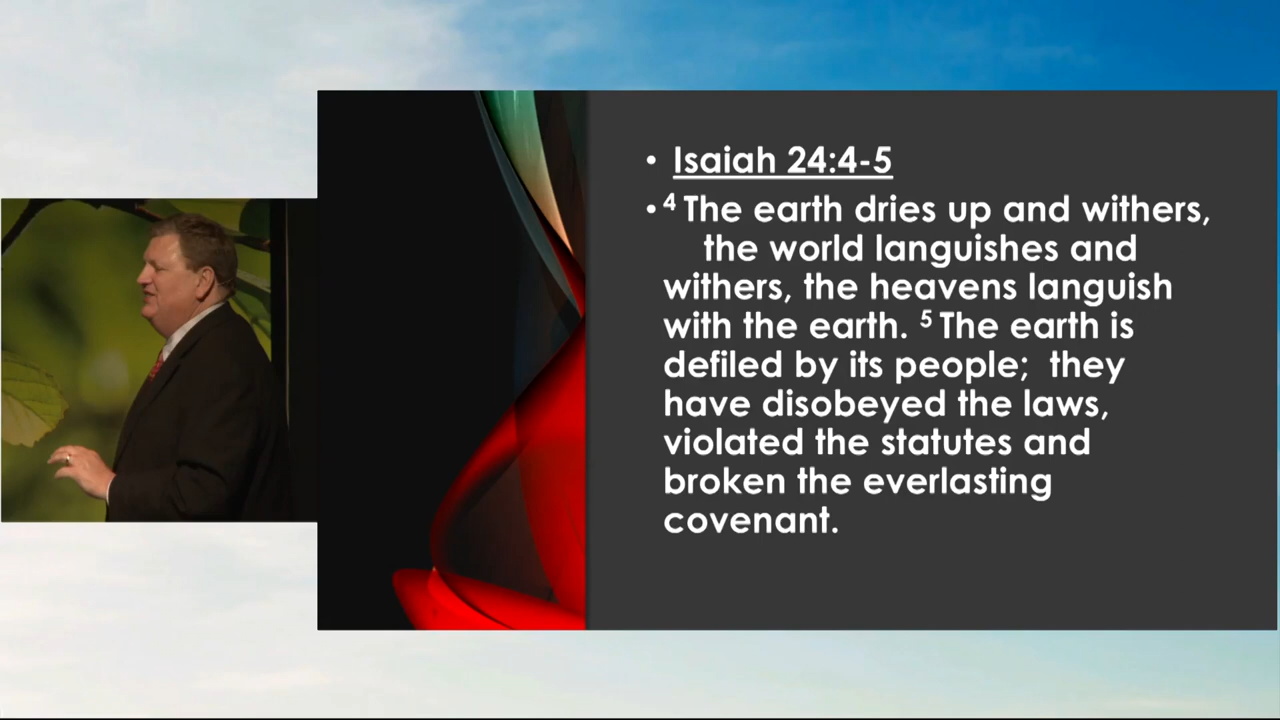 • Isaiah 24:4-5
• 4 The earth dries up and withers,
the world languishes and
withers, the heavens languish
with the earth. 5 The earth is
defiled by its people;  they
have disobeyed the laws,
violated the statutes and
broken the everlasting
covenant.